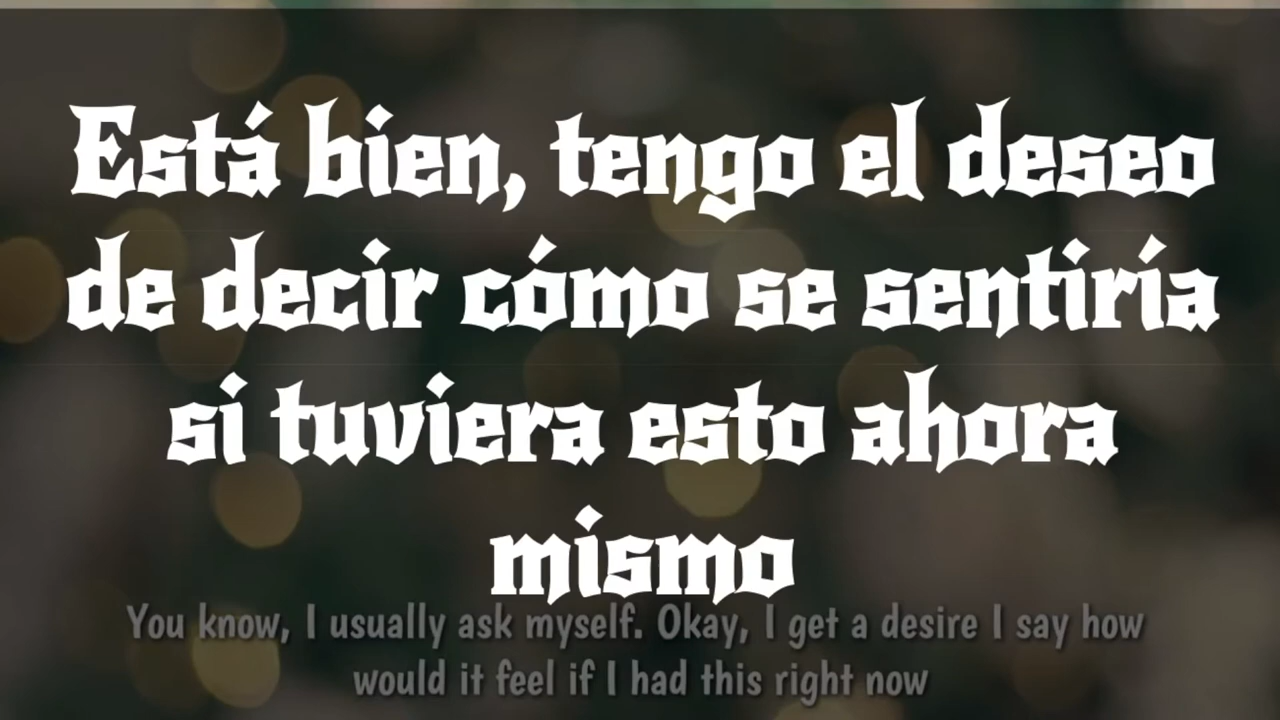 Está bien, tengo el deseo
de decir cómo se sentiría
si tuviera esto ahora
mismo
You know, I usually ask myself. Okay, I get a desire I say how
would it feel if I had this right now